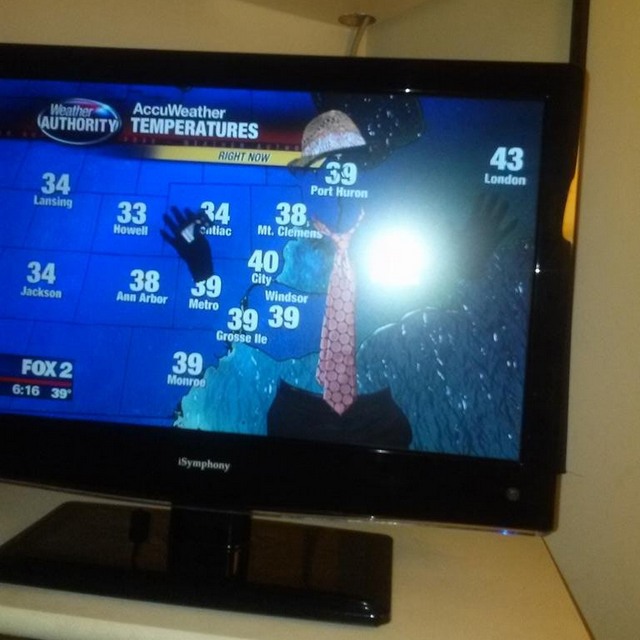 Weather
AUTHORITY
AccuWeather
TEMPERATURES
RIGHT NOW
39
Port Huron
43
London
34
Lansing
33
Howell
34
ntiac
38
Mt. Clemens
40
City
34
Jackson
38
Ann Arbor
39
Metro
Windsor
39
39
Grosse Ile
39
Monroe
FOX 2
6:16 39°
iSymphony